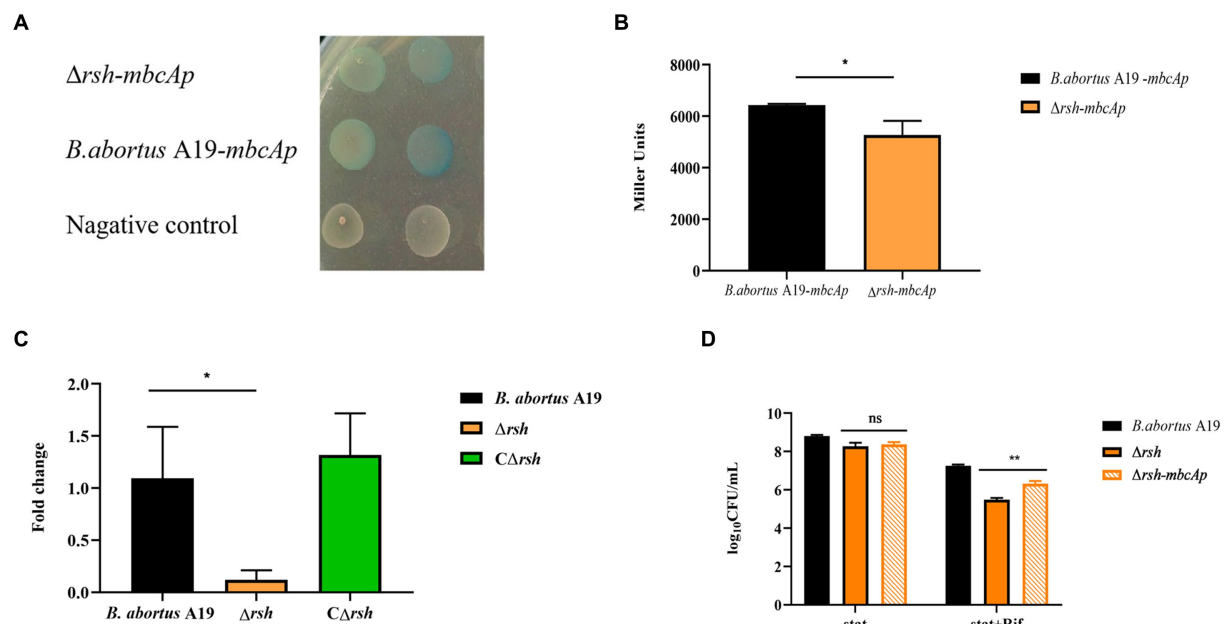 A
Δrsh-mbcAp
B.abortus A19-mbcAp
Nagative control
B
Miller Units
8000
6000
4000
2000
0
*
B.abortus A19-mbcAp
Δrsh-mbcAp
B.abortus A19 -mbcAp
Δrsh-mbcAp
C
Fold change
2.0
1.5
1.0
0.5
0.0
*
B. abortus A19
Δrsh
CΔrsh
B. abortus A19
Δrsh
CΔrsh
D
log10CFU/mL
10
8
6
4
2
0
ns
**
stat
stat+Rif
B.abortus A19
Δrsh
Δrsh-mbcAp